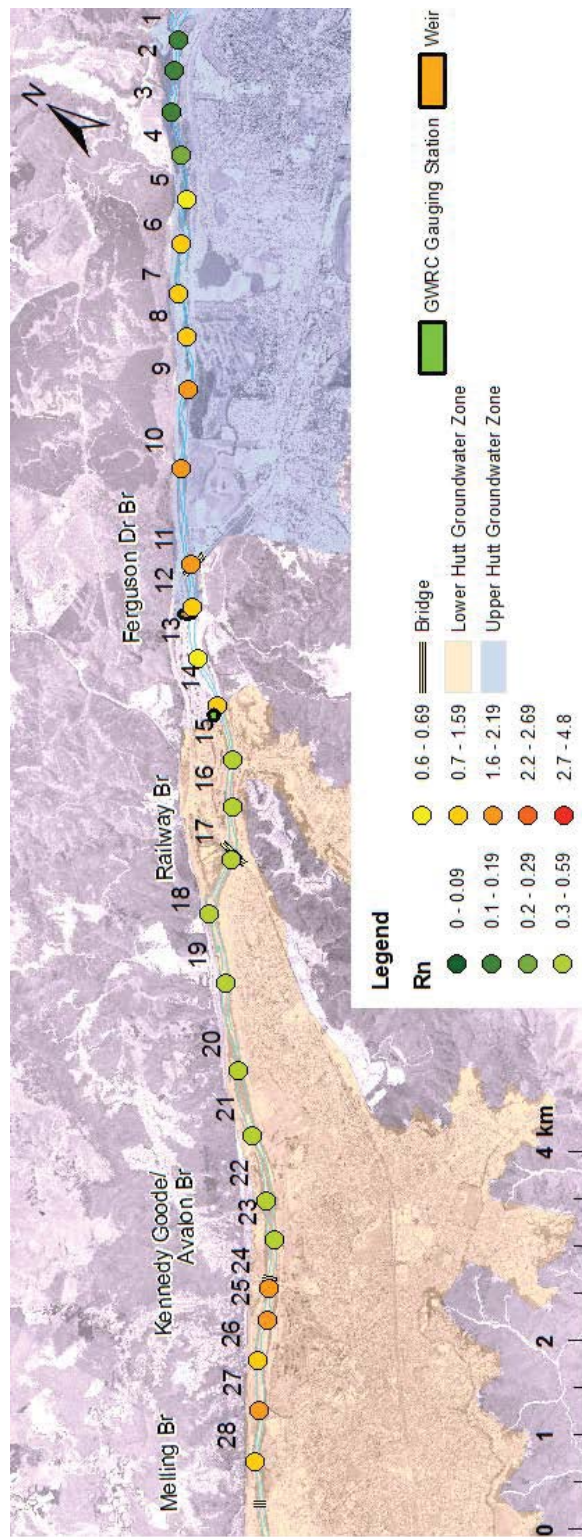 N
1
2
3
4
5
6
7
8
9
10
11
12
13
14
15
16
17
18
19
20
21
22
23
24
25
26
27
28
Ferguson Dr Br
Railway Br
Kennedy Goode/
Avalon Br
Melling Br
Legend
Rn
0 - 0.09
0.1 - 0.19
0.2 - 0.29
0.3 - 0.59
0.6 - 0.69
0.7 - 1.59
1.6 - 2.19
2.2 - 2.69
2.7 - 4.8
Bridge
Lower Hutt Groundwater Zone
Upper Hutt Groundwater Zone
GWRC Gauging Station
Weir
0 1 2 4 km